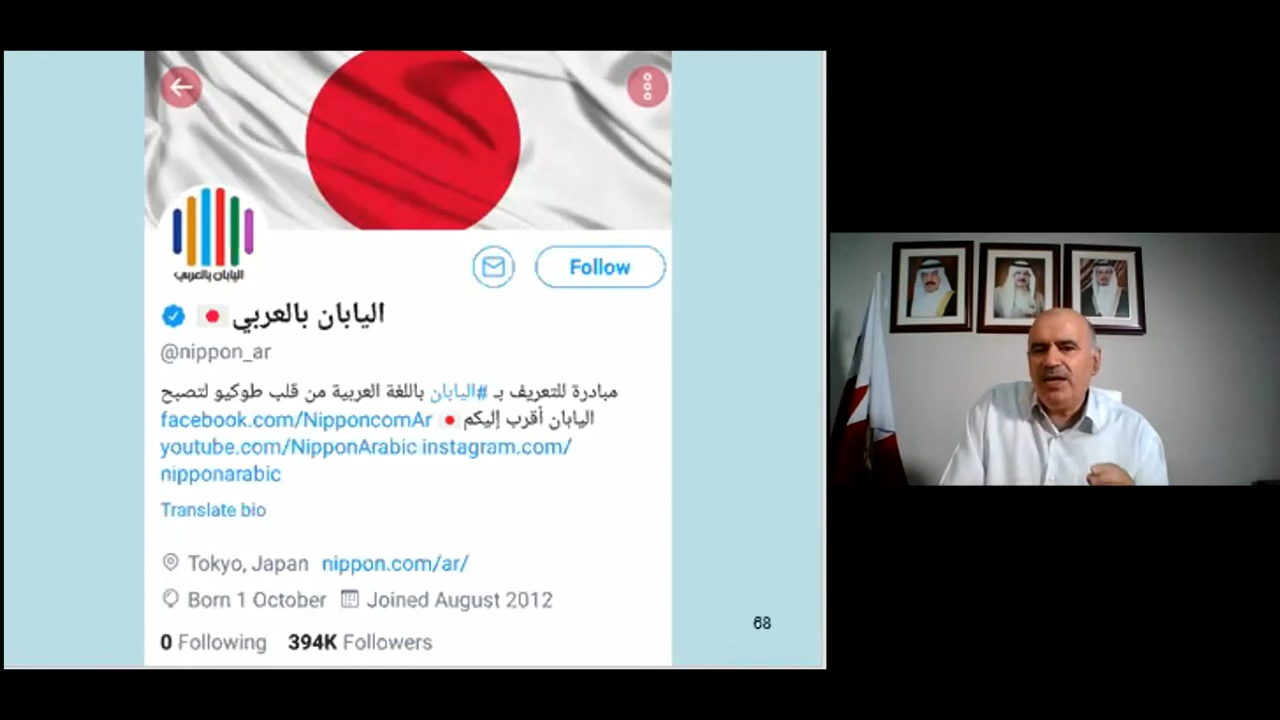 اليابان بالعربي
Follow
اليابان بالعربي
@nippon_ar
مبادرة للتعريف بـ #اليابان باللغة العربية من قلب طوكيو لتصبح
اليابان أقرب إليكم facebook.com/NipponcomAr
youtube.com/NipponArabic instagram.com/
nipponarabic
Translate bio
Tokyo, Japan nippon.com/ar/
Born 1 October Joined August 2012
0 Following 394K Followers
68